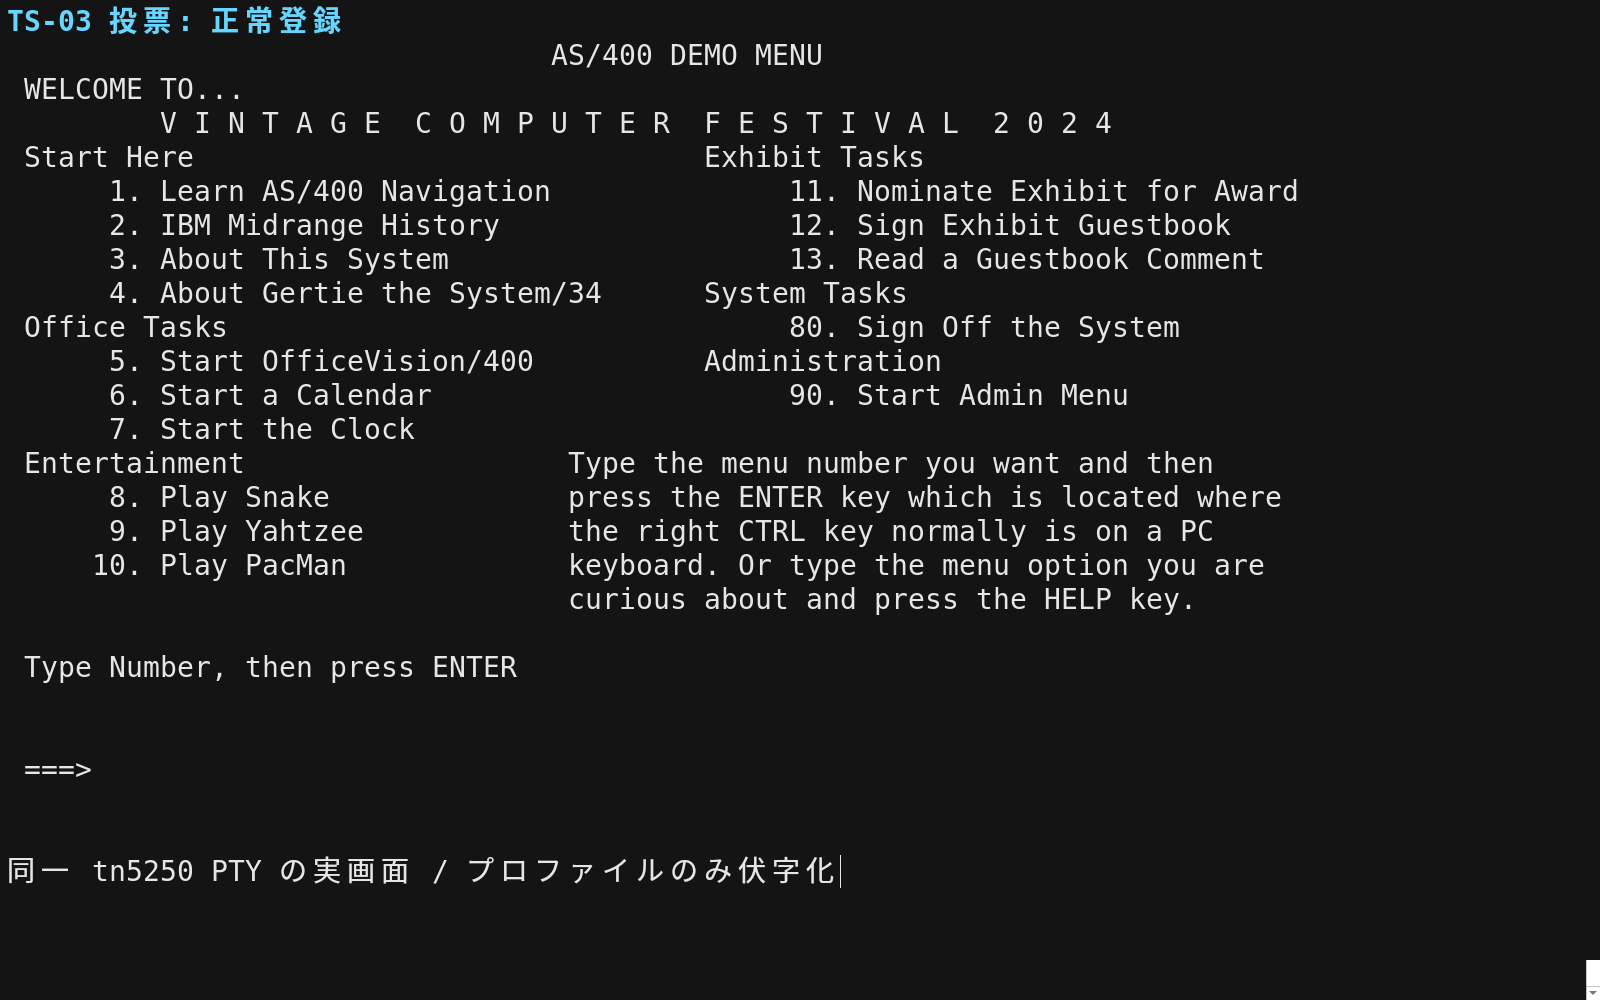 TS-03 投票: 正常登録
AS/400 DEMO MENU
WELCOME TO...
V I N T A G E  C O M P U T E R  F E S T I V A L  2 0 2 4
Start Here                              Exhibit Tasks
1. Learn AS/400 Navigation              11. Nominate Exhibit for Award
2. IBM Midrange History                 12. Sign Exhibit Guestbook
3. About This System                    13. Read a Guestbook Comment
4. About Gertie the System/34      System Tasks
Office Tasks                                 80. Sign Off the System
5. Start OfficeVision/400          Administration
6. Start a Calendar                     90. Start Admin Menu
7. Start the Clock
Entertainment                   Type the menu number you want and then
8. Play Snake              press the ENTER key which is located where
9. Play Yahtzee            the right CTRL key normally is on a PC
10. Play PacMan             keyboard. Or type the menu option you are
curious about and press the HELP key.
Type Number, then press ENTER
===>
同一 tn5250 PTY の実画面 / プロファイルのみ伏字化